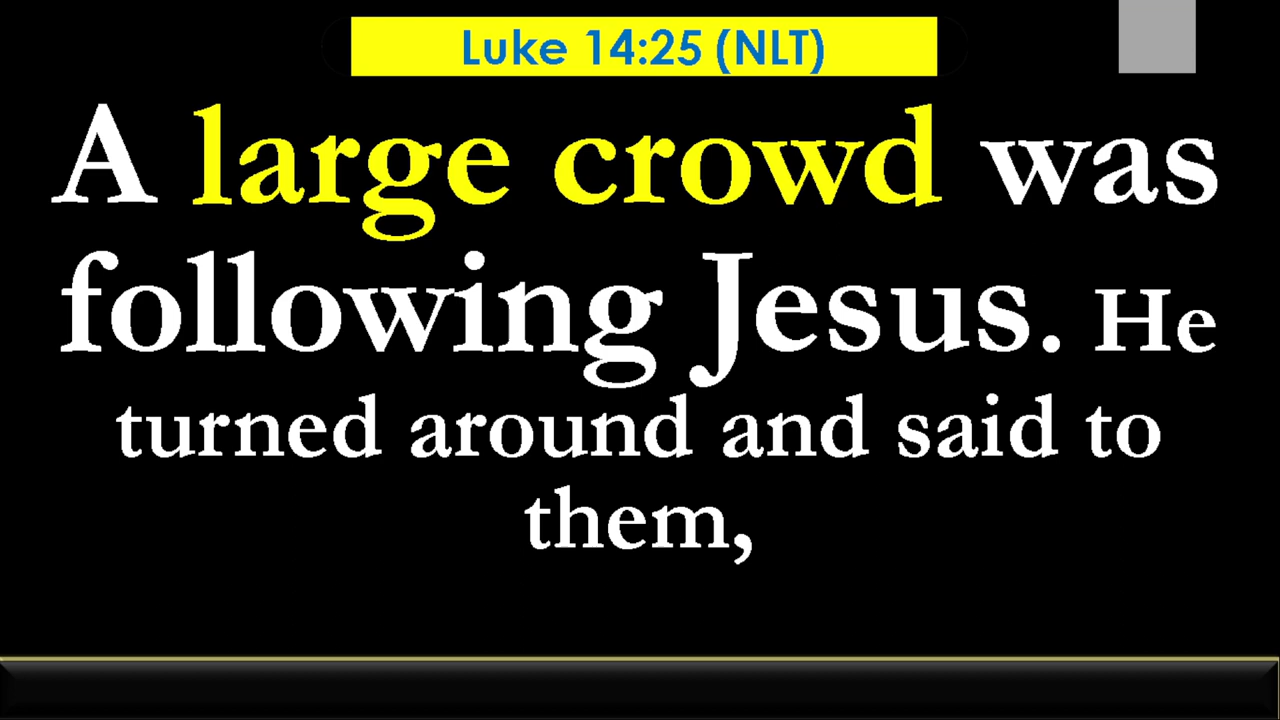 Luke 14:25 (NLT)
A large crowd was
following Jesus. He
turned around and said to
them,